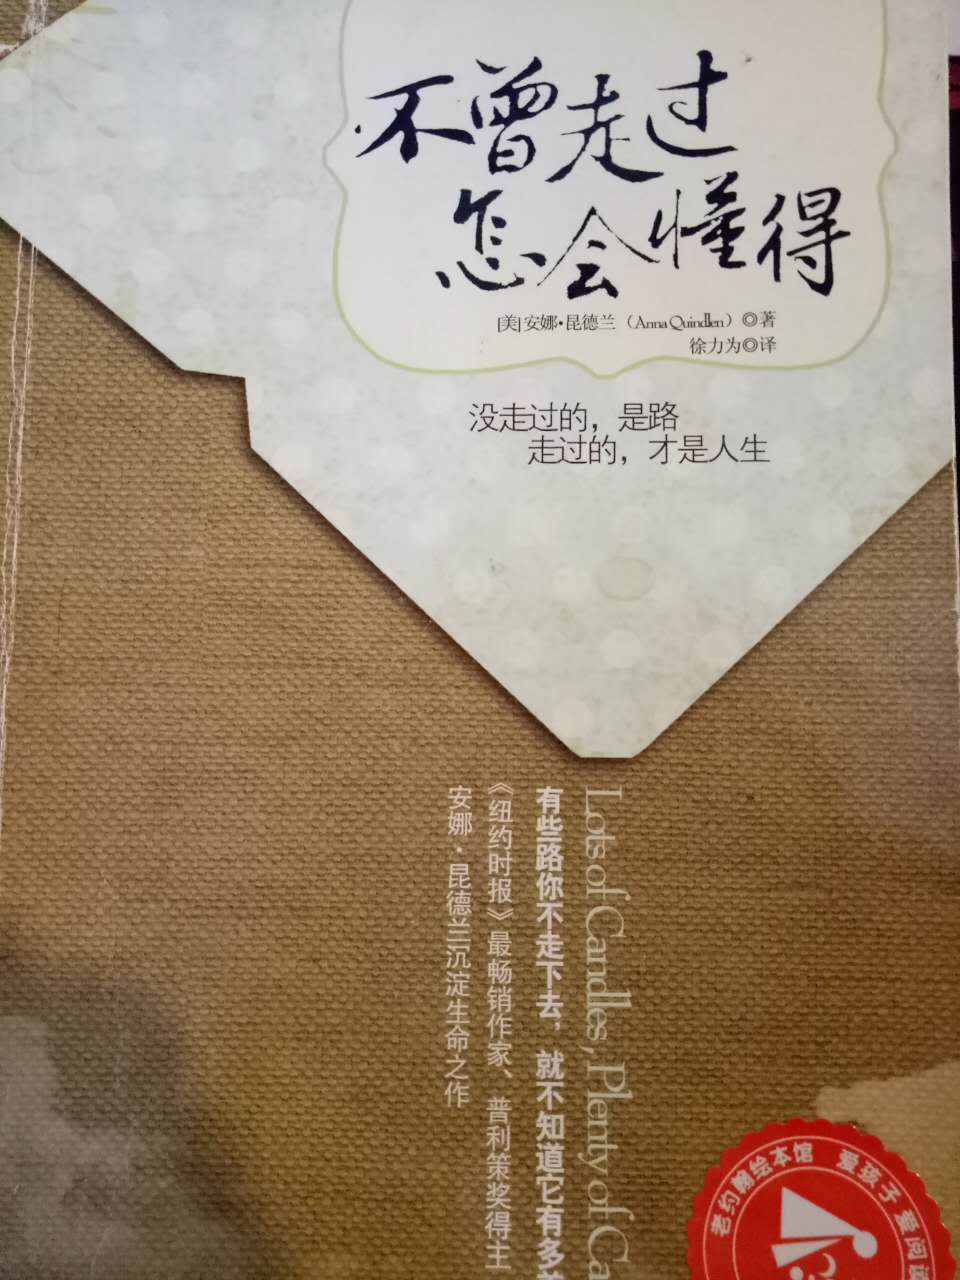 不曾走过
怎会懂得
[美]安娜·昆德兰（Anna Quindlen）◎著
徐力为◎译
没走过的，是路
走过的，才是人生
Lots of Candles, Plenty of Ca
有些路你不走下去，就不知道它有多
《纽约时报》最畅销作家、普利策奖得主
安娜·昆德兰沉淀生命之作
老约翰绘本馆 爱孩子 爱阅读